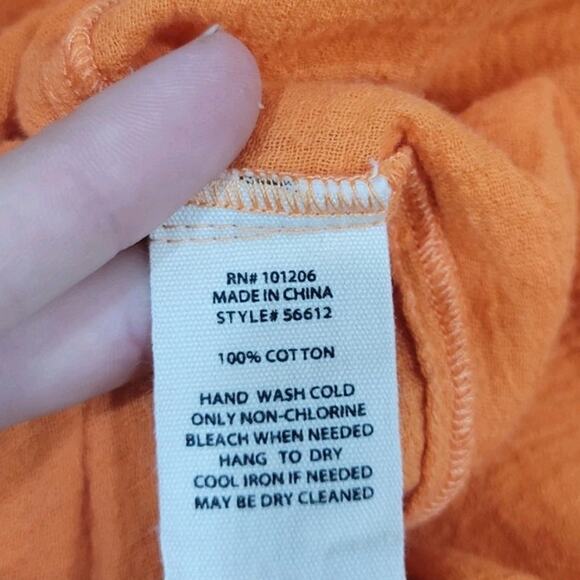 RN# 101206
MADE IN CHINA
STYLE# 56612
100% COTTON
HAND WASH COLD
ONLY NON-CHLORINE
BLEACH WHEN NEEDED
HANG TO DRY
COOL IRON IF NEEDED
MAY BE DRY CLEANED